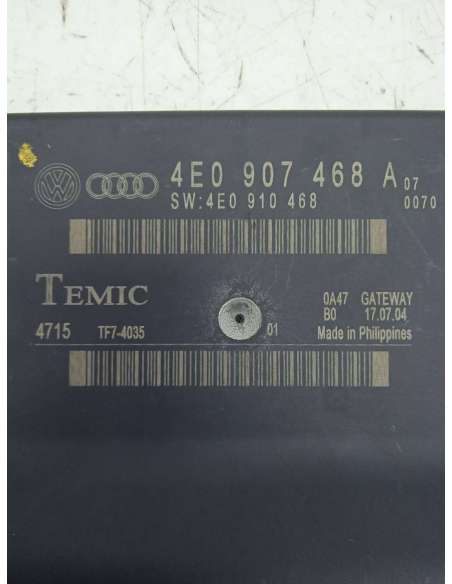 4E0 907 468 A 07
SW:4E0 910 468 0070
TEMIC 0A47 GATEWAY
B0 17.07.04
4715 TF7-4035 01 Made in Philippines